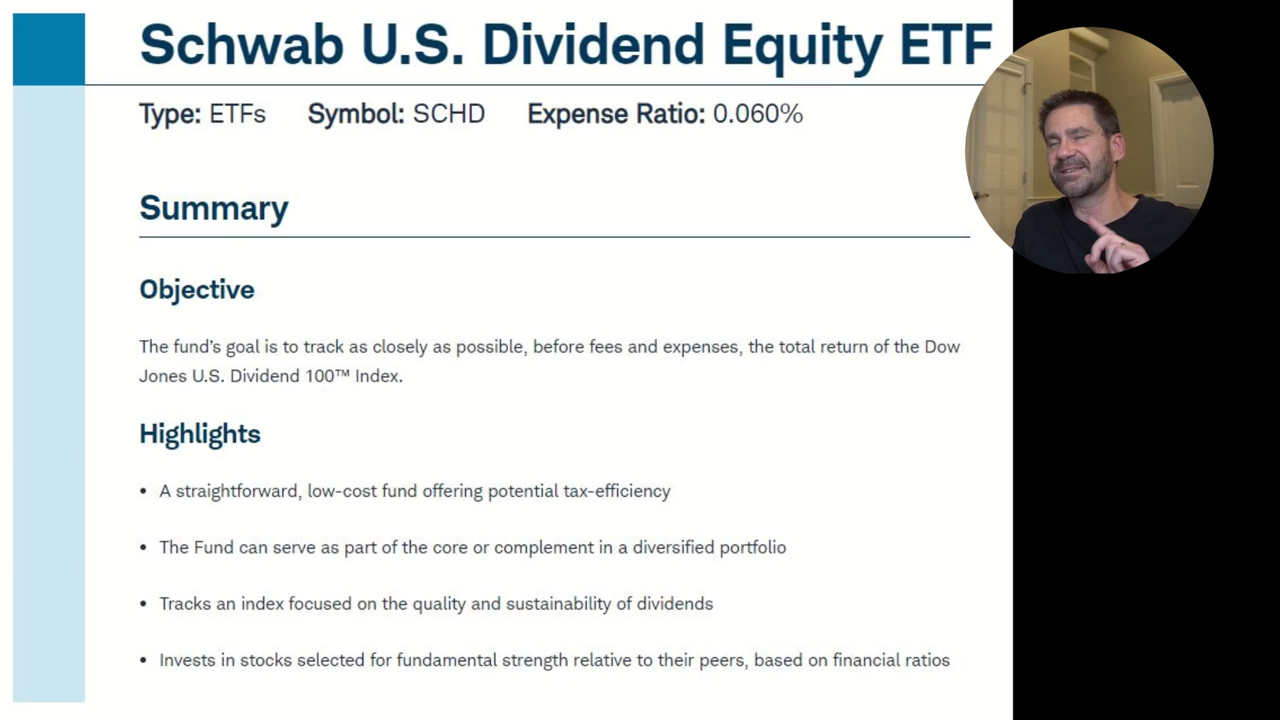 Schwab U.S. Dividend Equity ETF
Type: ETFs Symbol: SCHD Expense Ratio: 0.060%
Summary
Objective
The fund's goal is to track as closely as possible, before fees and expenses, the total return of the Dow
Jones U.S. Dividend 100™ Index.
Highlights
• A straightforward, low-cost fund offering potential tax-efficiency
• The Fund can serve as part of the core or complement in a diversified portfolio
• Tracks an index focused on the quality and sustainability of dividends
• Invests in stocks selected for fundamental strength relative to their peers, based on financial ratios